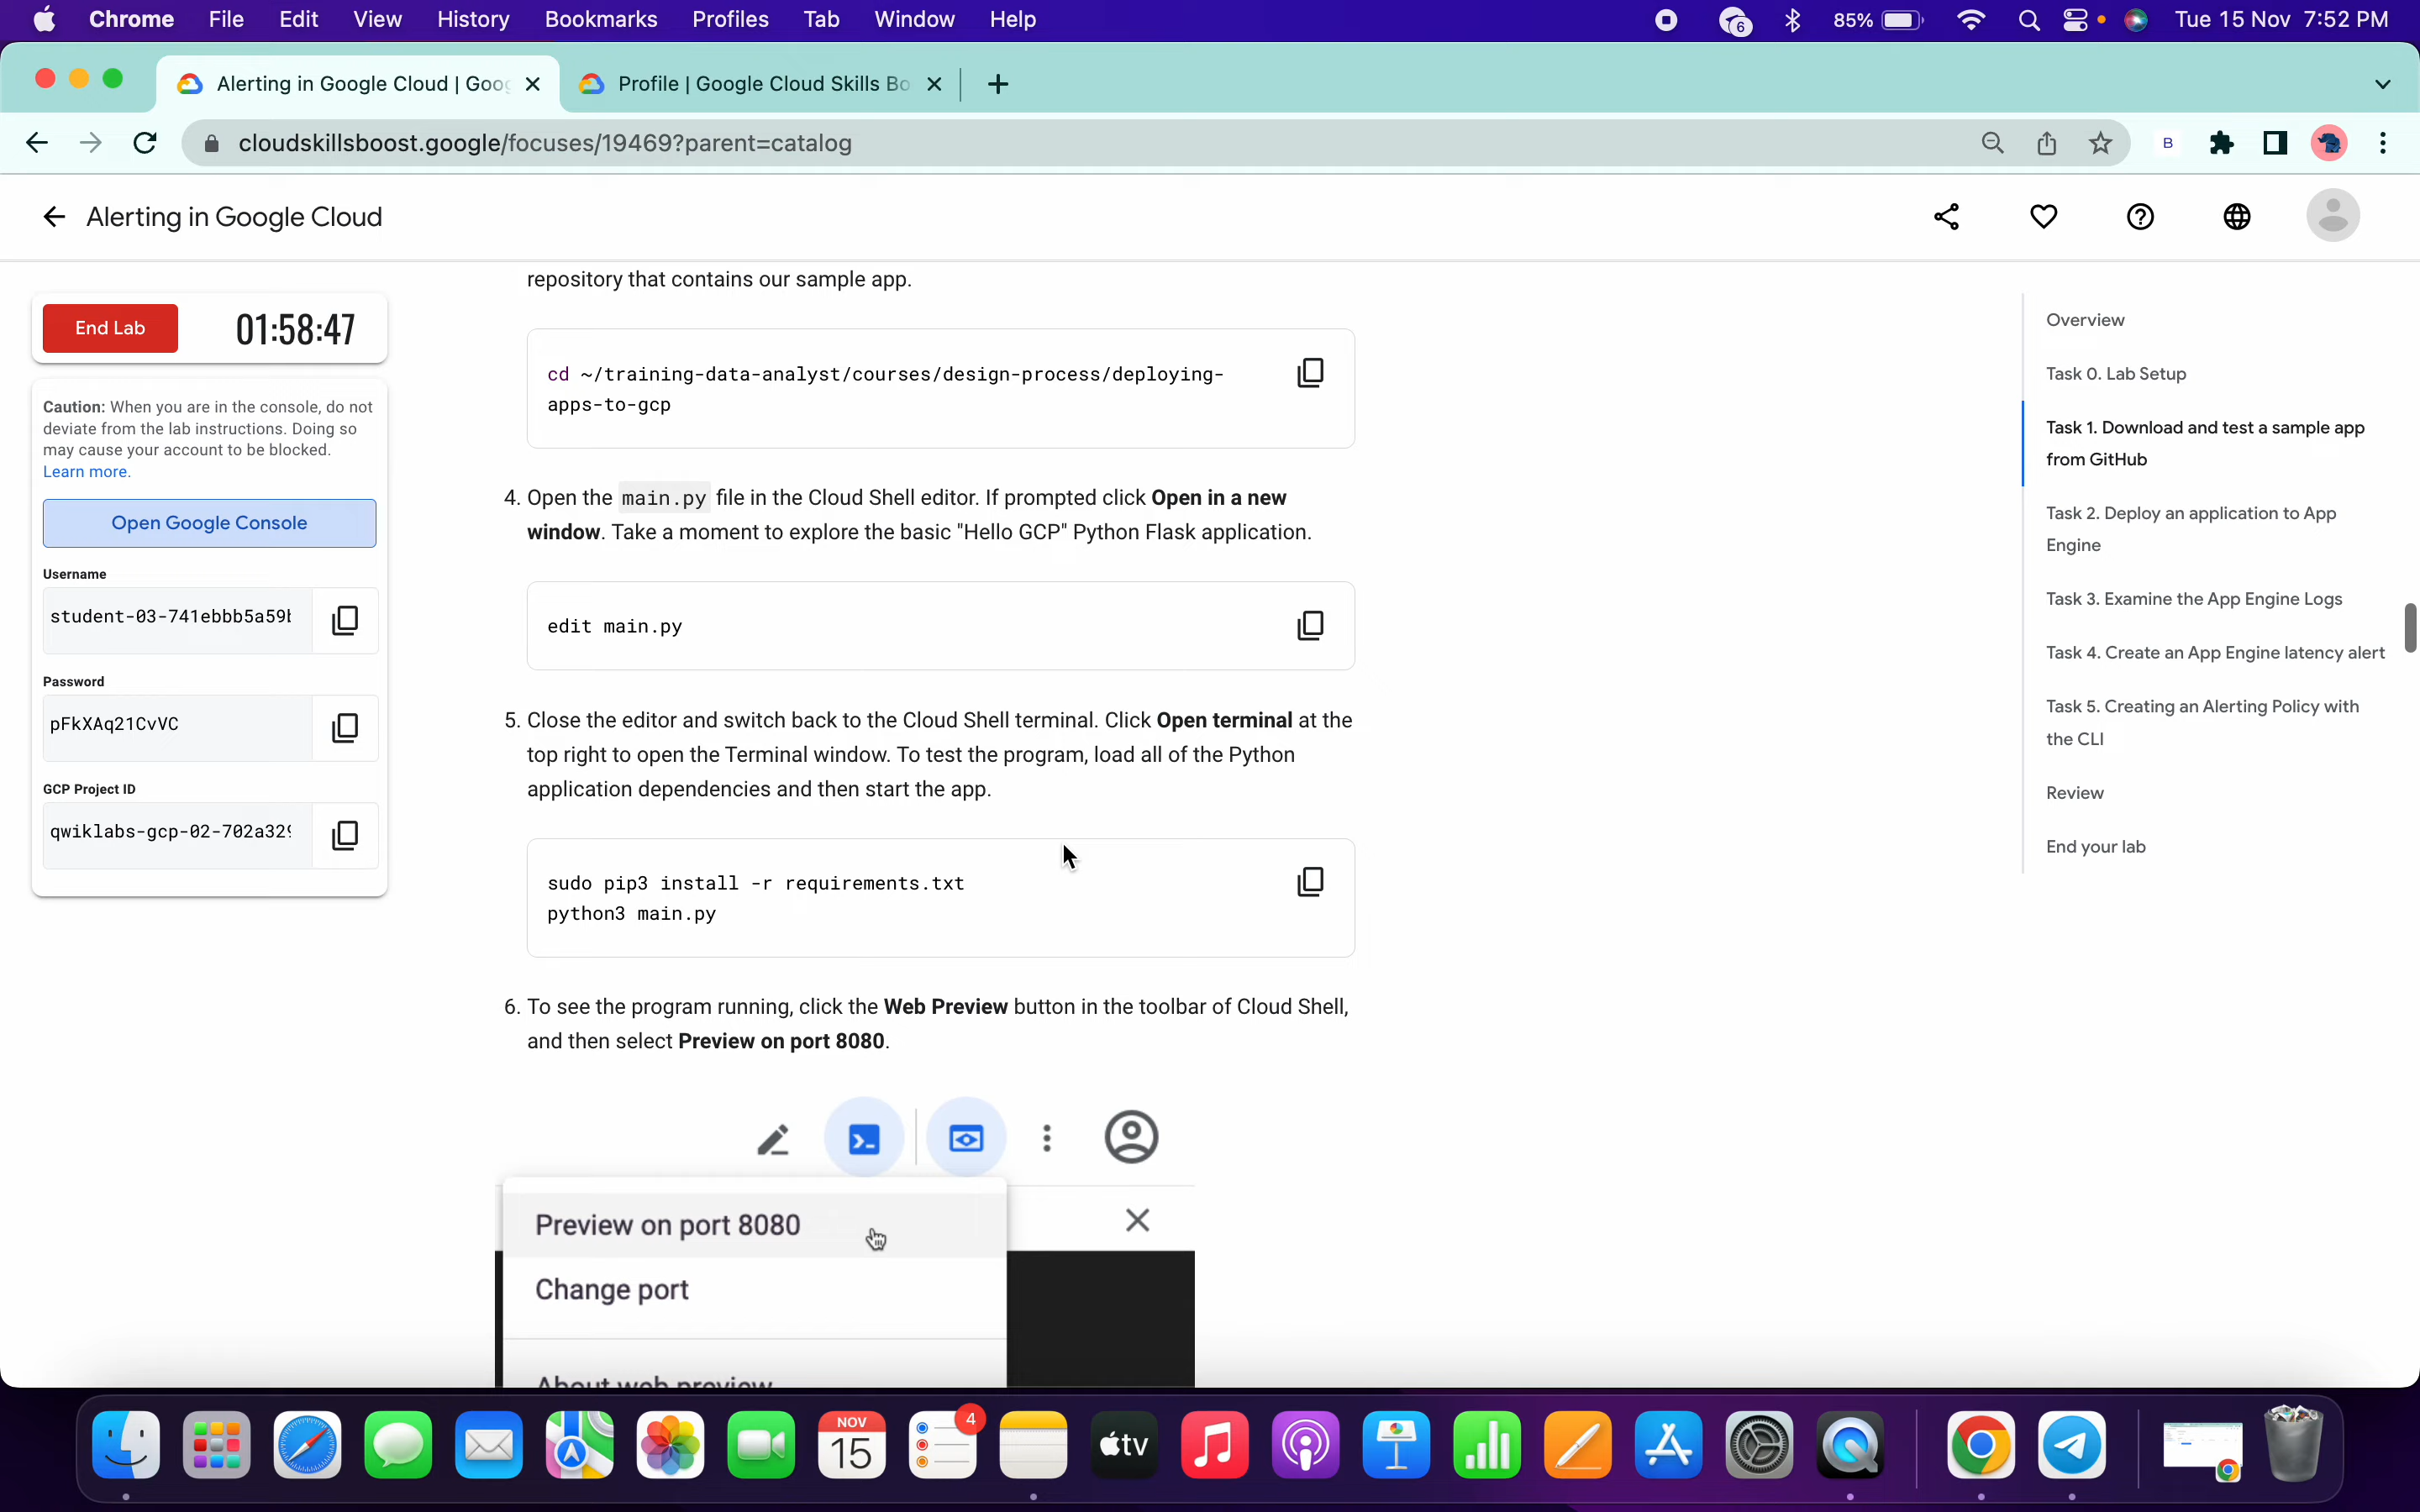 Chrome File Edit View History Bookmarks Profiles Tab Window Help 6 85% Tue 15 Nov 7:52 PM
Alerting in Google Cloud | Goog Profile | Google Cloud Skills Bo
cloudskillsboost.google/focuses/19469?parent=catalog B
Alerting in Google Cloud
End Lab 01:58:47
Caution: When you are in the console, do not
deviate from the lab instructions. Doing so
may cause your account to be blocked.
Learn more.
Open Google Console
Username
student-03-741ebbb5a59b
Password
pFkXAq21CvVC
GCP Project ID
qwiklabs-gcp-02-702a329
repository that contains our sample app.
cd ~/training-data-analyst/courses/design-process/deploying-
apps-to-gcp
4. Open the main.py file in the Cloud Shell editor. If prompted click Open in a new
window. Take a moment to explore the basic "Hello GCP" Python Flask application.
edit main.py
5. Close the editor and switch back to the Cloud Shell terminal. Click Open terminal at the
top right to open the Terminal window. To test the program, load all of the Python
application dependencies and then start the app.
sudo pip3 install -r requirements.txt
python3 main.py
6. To see the program running, click the Web Preview button in the toolbar of Cloud Shell,
and then select Preview on port 8080.
Preview on port 8080
Change port
About web preview
Overview
Task 0. Lab Setup
Task 1. Download and test a sample app
from GitHub
Task 2. Deploy an application to App
Engine
Task 3. Examine the App Engine Logs
Task 4. Create an App Engine latency alert
Task 5. Creating an Alerting Policy with
the CLI
Review
End your lab
NOV
15
4
tv